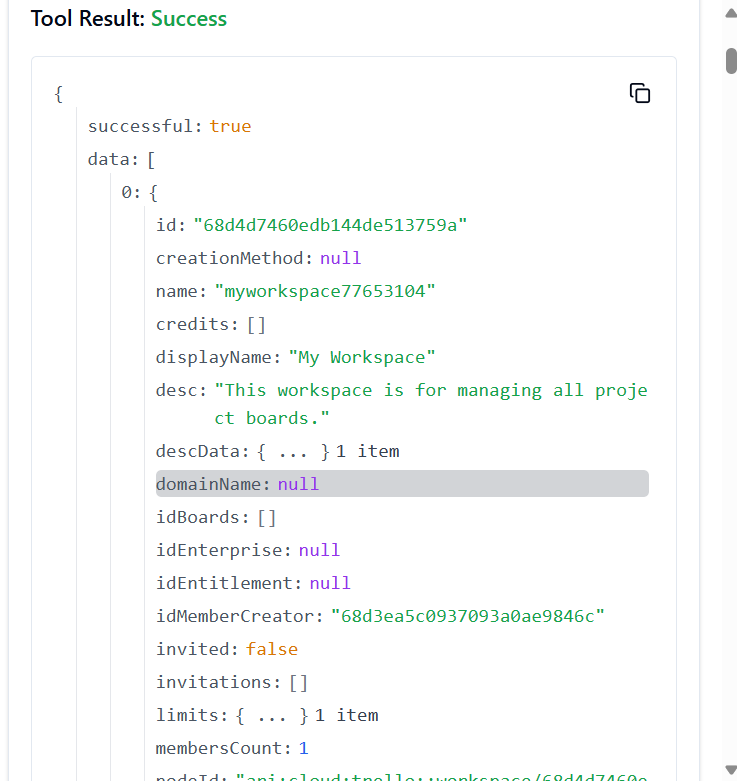 Tool Result: Success
{
successful: true
data: [
0: {
id: "68d4d7460edb144de513759a"
creationMethod: null
name: "myworkspace77653104"
credits: []
displayName: "My Workspace"
desc: "This workspace is for managing all proje
ct boards."
descData: { ... } 1 item
domainName: null
idBoards: []
idEnterprise: null
idEntitlement: null
idMemberCreator: "68d3ea5c0937093a0ae9846c"
invited: false
invitations: []
limits: { ... } 1 item
membersCount: 1
nodeId: "ari:cloud:trello::workspace/68d4d7460e